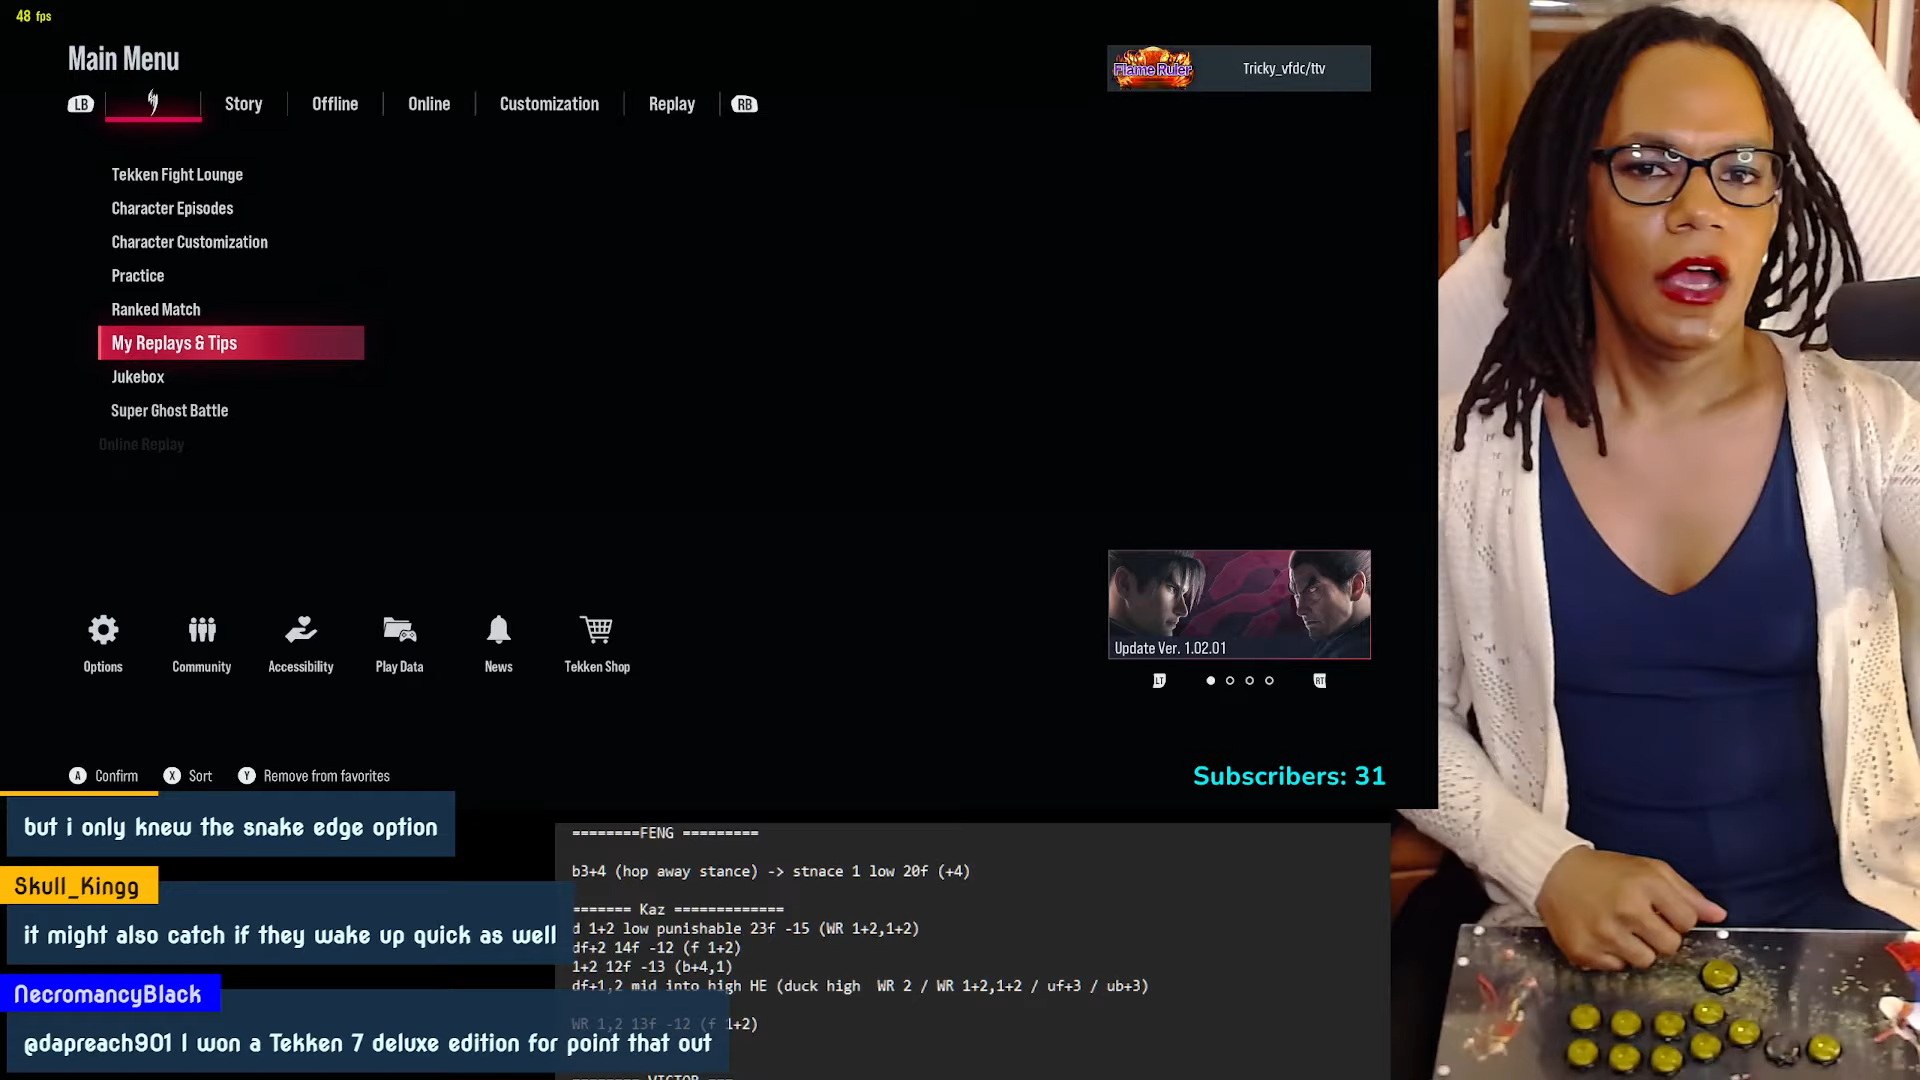 48 fps
Main Menu
Flame Ruler
Tricky_vfdc/ttv
LB
Story
Offline
Online
Customization
Replay
RB
Tekken Fight Lounge
Character Episodes
Character Customization
Practice
Ranked Match
My Replays & Tips
Jukebox
Super Ghost Battle
Online Replay
Update Ver. 1.02.01
LT
RT
Options
Community
Accessibility
Play Data
News
Tekken Shop
A Confirm
X Sort
Y Remove from favorites
Subscribers: 31
but i only knew the snake edge option
Skull_Kingg
it might also catch if they wake up quick as well
NecromancyBlack
@dapreach901 I won a Tekken 7 deluxe edition for point that out
========FENG =========
b3+4 (hop away stance) -> stnace 1 low 20f (+4)
======= Kaz =============
d 1+2 low punishable 23f -15 (WR 1+2,1+2)
df+2 14f -12 (f 1+2)
1+2 12f -13 (b+4,1)
df+1,2 mid into high HE (duck high  WR 2 / WR 1+2,1+2 / uf+3 / ub+3)
WR 1,2 13f -12 (f 1+2)
======== VICTOR ===